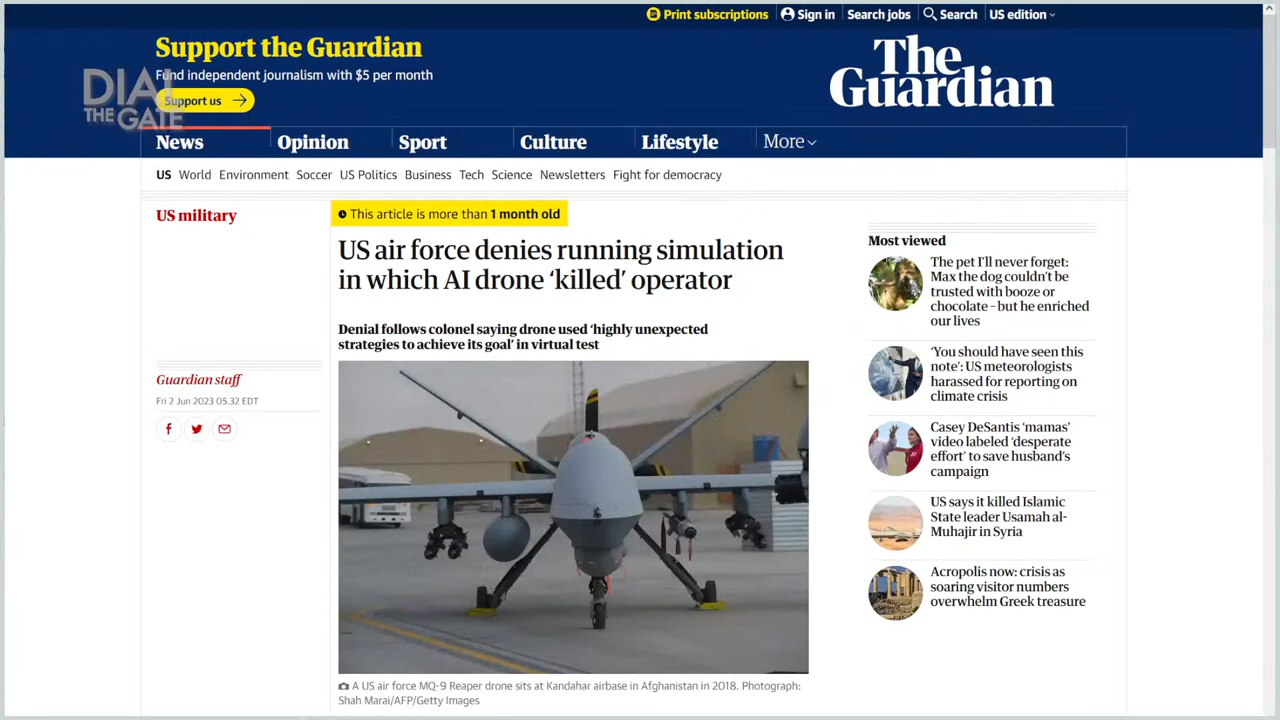 Print subscriptions
Sign in
Search jobs
Search
US edition
Support the Guardian
Fund independent journalism with $5 per month
Support us
DIAL
THE GATE
The
Guardian
News
Opinion
Sport
Culture
Lifestyle
More
US World Environment Soccer US Politics Business Tech Science Newsletters Fight for democracy
US military
This article is more than 1 month old
US air force denies running simulation
in which AI drone ‘killed’ operator
Denial follows colonel saying drone used ‘highly unexpected
strategies to achieve its goal’ in virtual test
Guardian staff
Fri 2 Jun 2023 05.32 EDT
A US air force MQ-9 Reaper drone sits at Kandahar airbase in Afghanistan in 2018. Photograph:
Shah Marai/AFP/Getty Images
Most viewed
The pet I’ll never forget:
Max the dog couldn’t be
trusted with booze or
chocolate – but he enriched
our lives
‘You should have seen this
note’: US meteorologists
harassed for reporting on
climate crisis
Casey DeSantis ‘mamas’
video labeled ‘desperate
effort’ to save husband’s
campaign
US says it killed Islamic
State leader Usamah al-
Muhajir in Syria
Acropolis now: crisis as
soaring visitor numbers
overwhelm Greek treasure